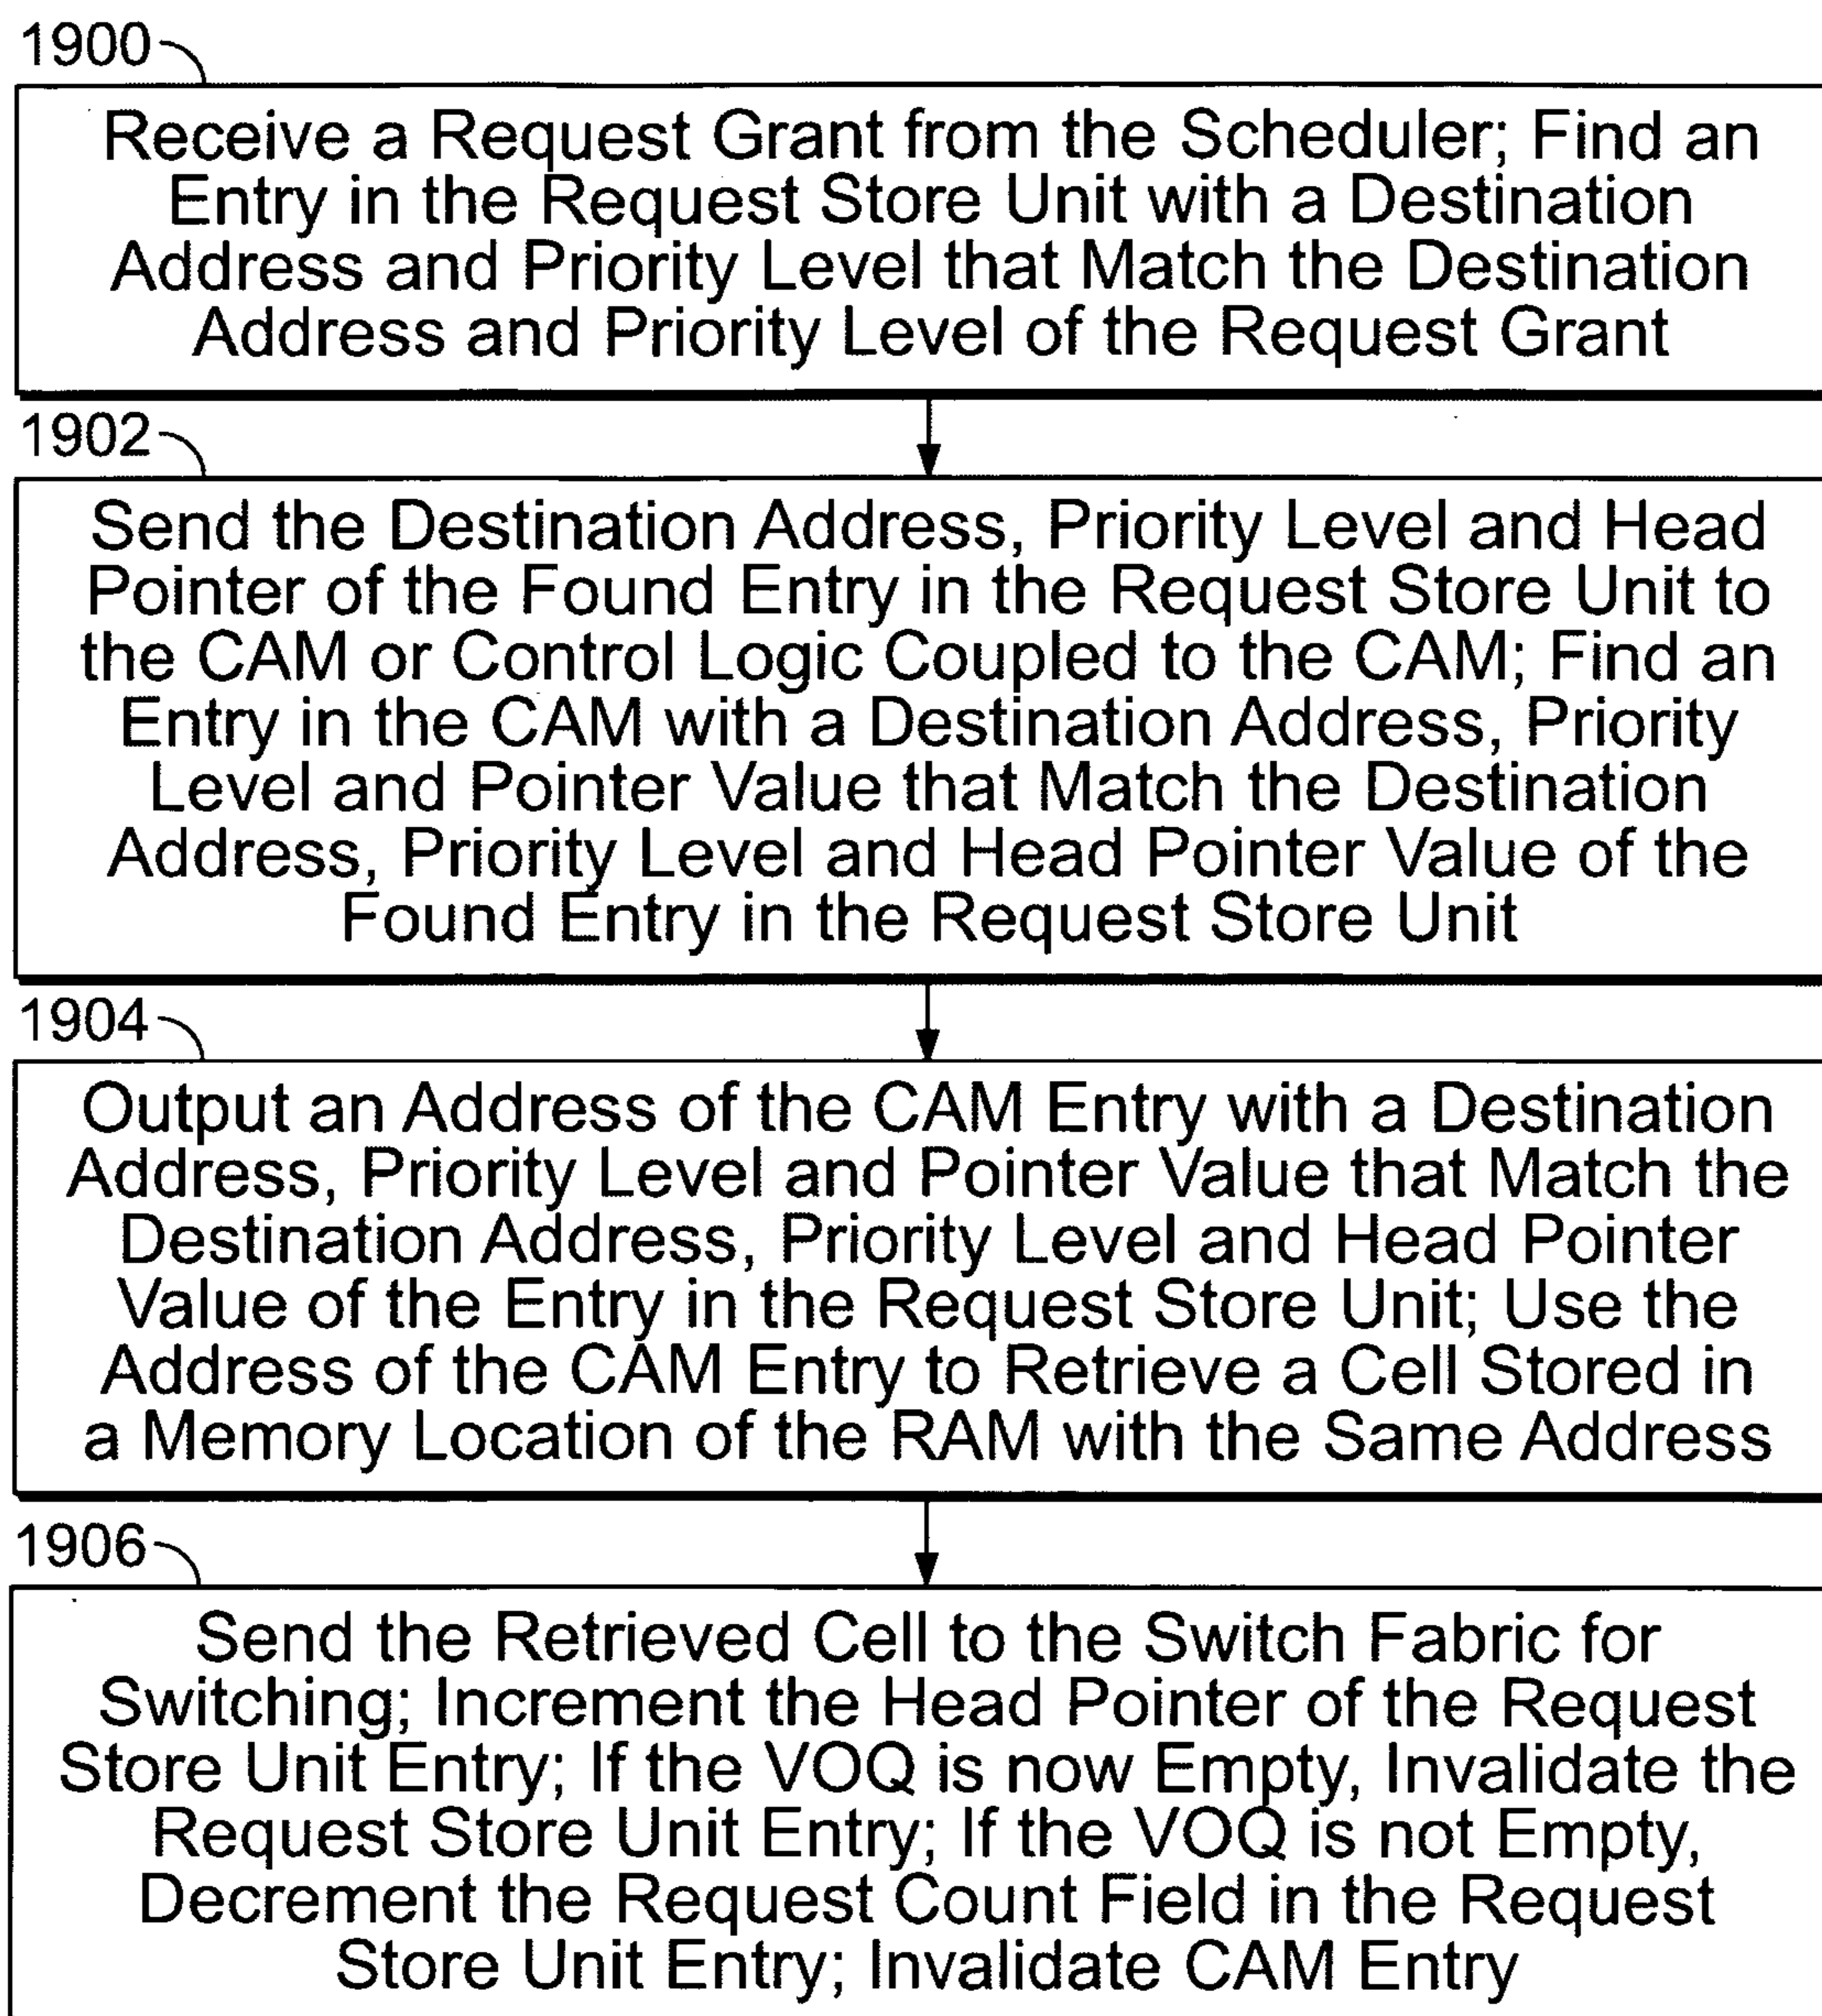 1900
Receive a Request Grant from the Scheduler; Find an
Entry in the Request Store Unit with a Destination
Address and Priority Level that Match the Destination
Address and Priority Level of the Request Grant
1902
Send the Destination Address, Priority Level and Head
Pointer of the Found Entry in the Request Store Unit to
the CAM or Control Logic Coupled to the CAM; Find an
Entry in the CAM with a Destination Address, Priority
Level and Pointer Value that Match the Destination
Address, Priority Level and Head Pointer Value of the
Found Entry in the Request Store Unit
1904
Output an Address of the CAM Entry with a Destination
Address, Priority Level and Pointer Value that Match the
Destination Address, Priority Level and Head Pointer
Value of the Entry in the Request Store Unit; Use the
Address of the CAM Entry to Retrieve a Cell Stored in
a Memory Location of the RAM with the Same Address
1906
Send the Retrieved Cell to the Switch Fabric for
Switching; Increment the Head Pointer of the Request
Store Unit Entry; If the VOQ is now Empty, Invalidate the
Request Store Unit Entry; If the VOQ is not Empty,
Decrement the Request Count Field in the Request
Store Unit Entry; Invalidate CAM Entry